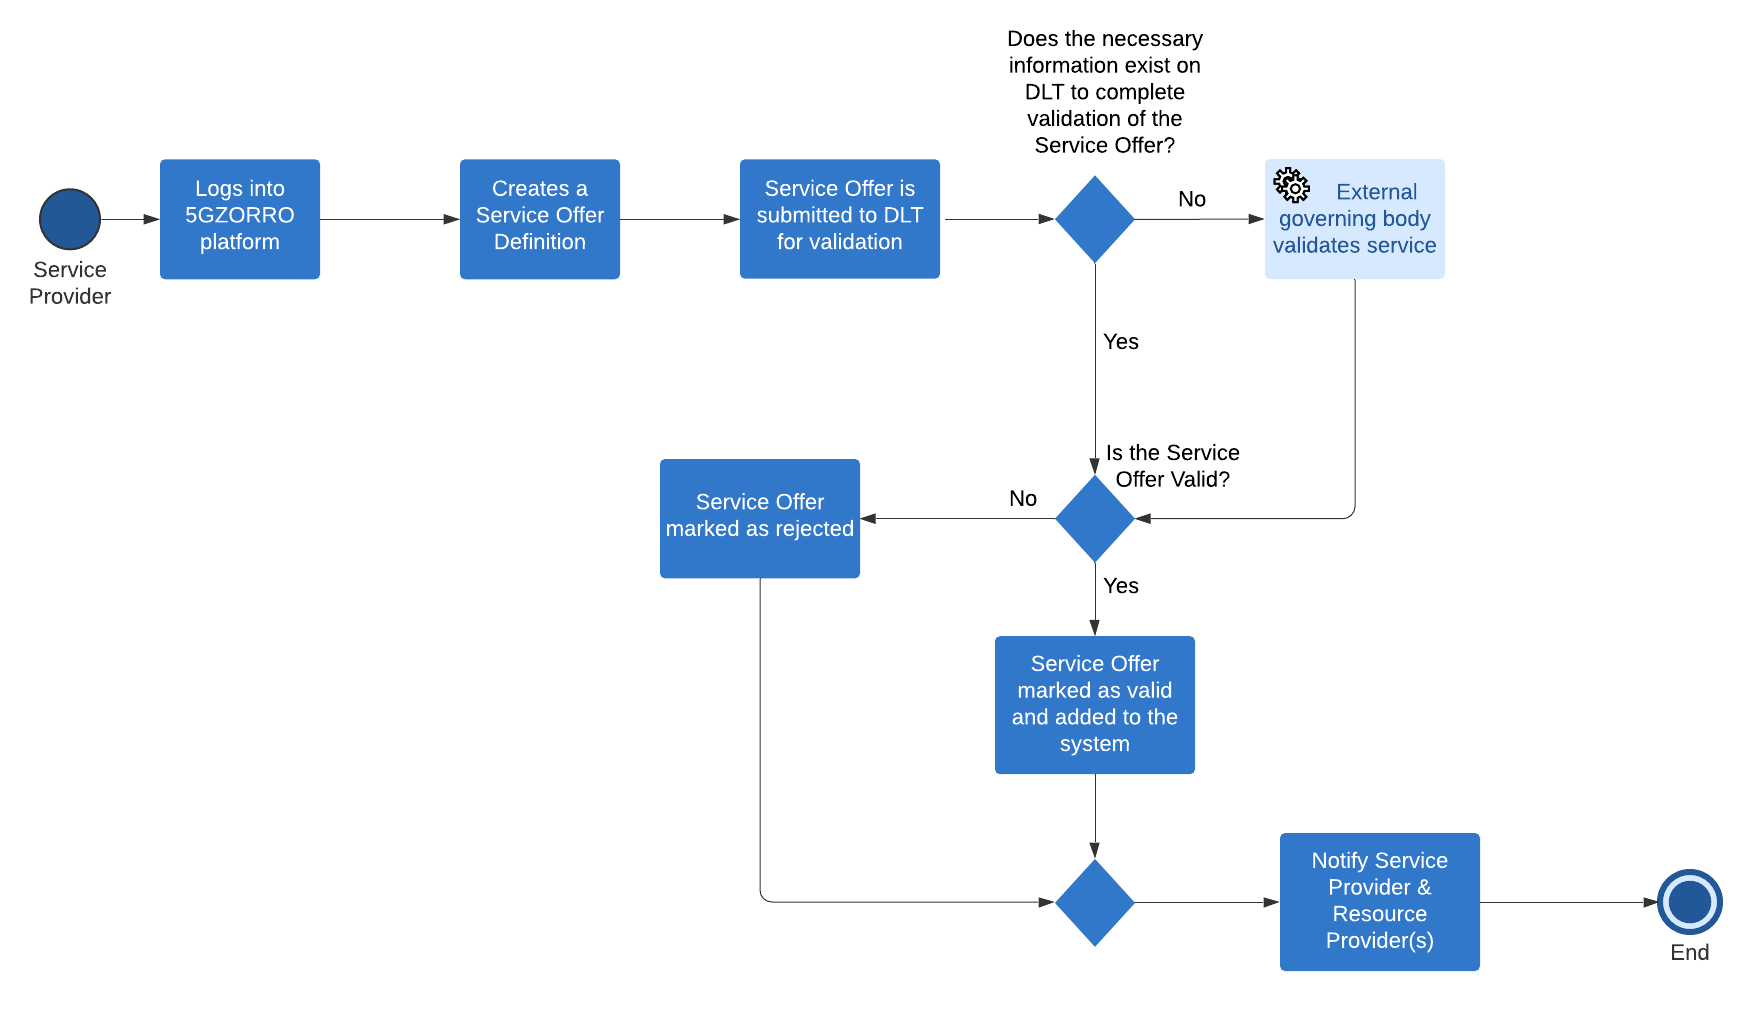 Service
Provider
Logs into
5GZORRO
platform
Creates a
Service Offer
Definition
Service Offer is
submitted to DLT
for validation
Does the necessary
information exist on
DLT to complete
validation of the
Service Offer?
No
External
governing body
validates service
Yes
Is the Service
Offer Valid?
No
Service Offer
marked as rejected
Yes
Service Offer
marked as valid
and added to the
system
Notify Service
Provider &
Resource
Provider(s)
End